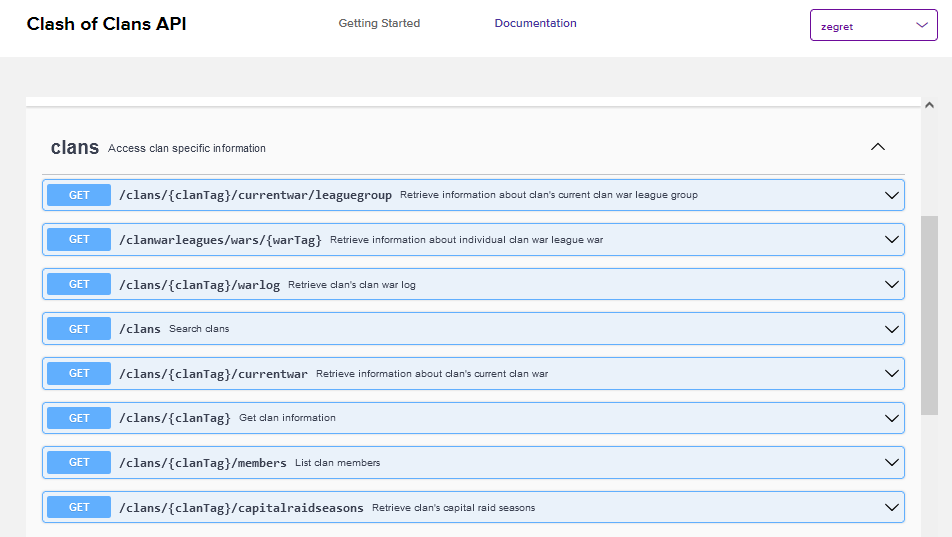 Clash of Clans API Getting Started Documentation zegret
clans Access clan specific information
GET /clans/{clanTag}/currentwar/leaguegroup Retrieve information about clan's current clan war league group
GET /clanwarleagues/wars/{warTag} Retrieve information about individual clan war league war
GET /clans/{clanTag}/warlog Retrieve clan's clan war log
GET /clans Search clans
GET /clans/{clanTag}/currentwar Retrieve information about clan's current clan war
GET /clans/{clanTag} Get clan information
GET /clans/{clanTag}/members List clan members
GET /clans/{clanTag}/capitalraidseasons Retrieve clan's capital raid seasons